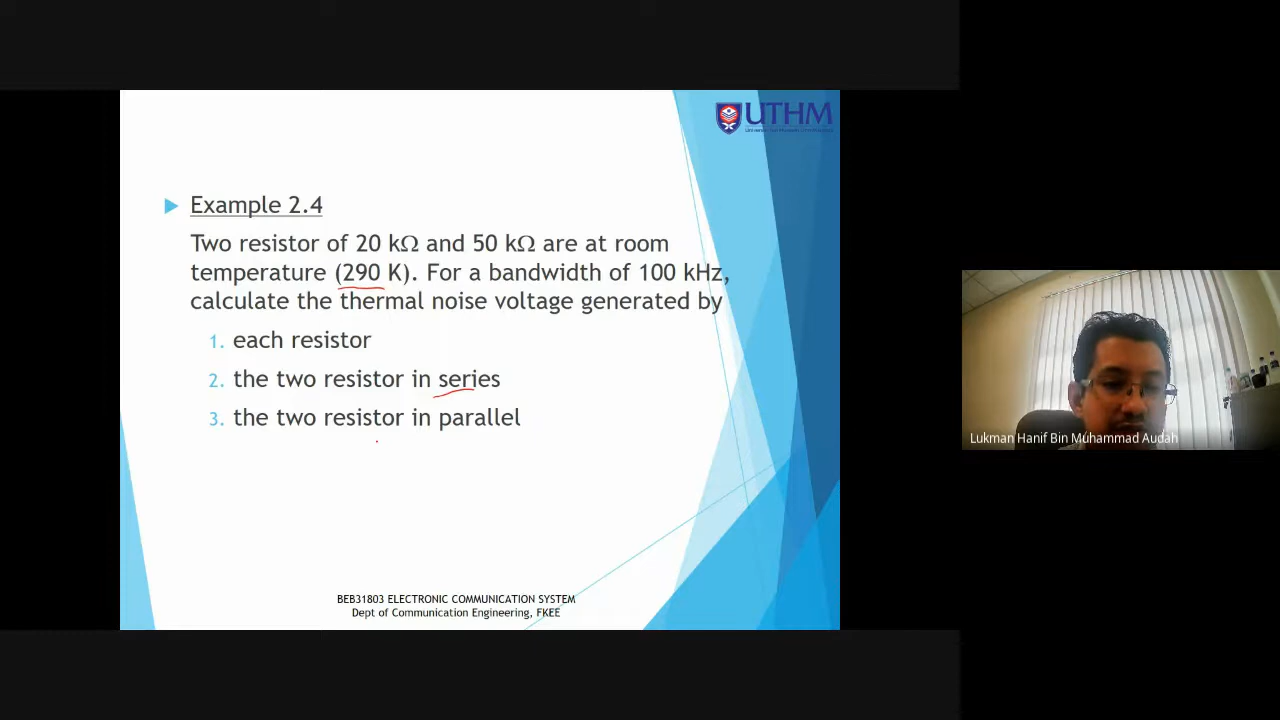 UTHM
Example 2.4
Two resistor of 20 kΩ and 50 kΩ are at room
temperature (290 K). For a bandwidth of 100 kHz,
calculate the thermal noise voltage generated by
1. each resistor
2. the two resistor in series
3. the two resistor in parallel
BEB31803 ELECTRONIC COMMUNICATION SYSTEM
Dept of Communication Engineering, FKEE
Lukman Hanif Bin Muhammad Audah